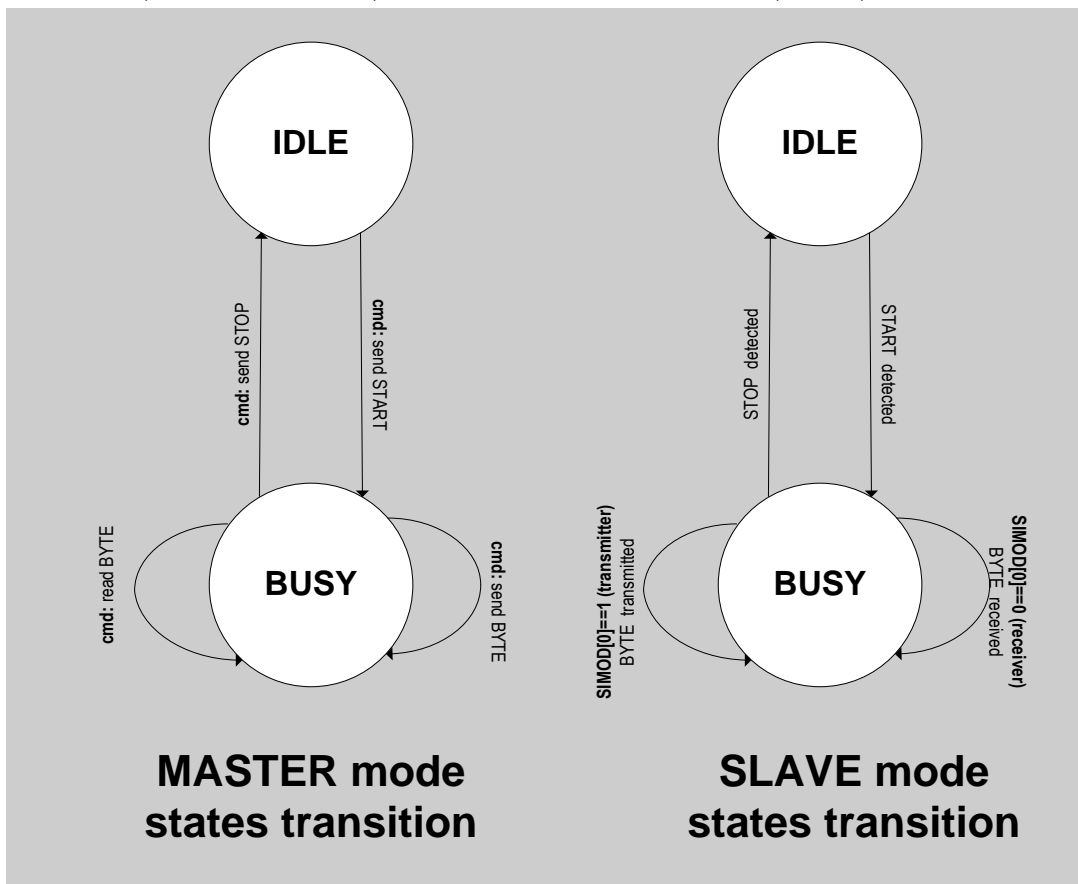 IDLE
cmd: send STOP
cmd: send START
BUSY
cmd: read BYTE
cmd: send BYTE
MASTER mode
states transition
IDLE
STOP detected
START detected
BUSY
SIMOD[0]==1 (transmitter)
BYTE transmitted
SIMOD[0]==0 (receiver)
BYTE received
SLAVE mode
states transition